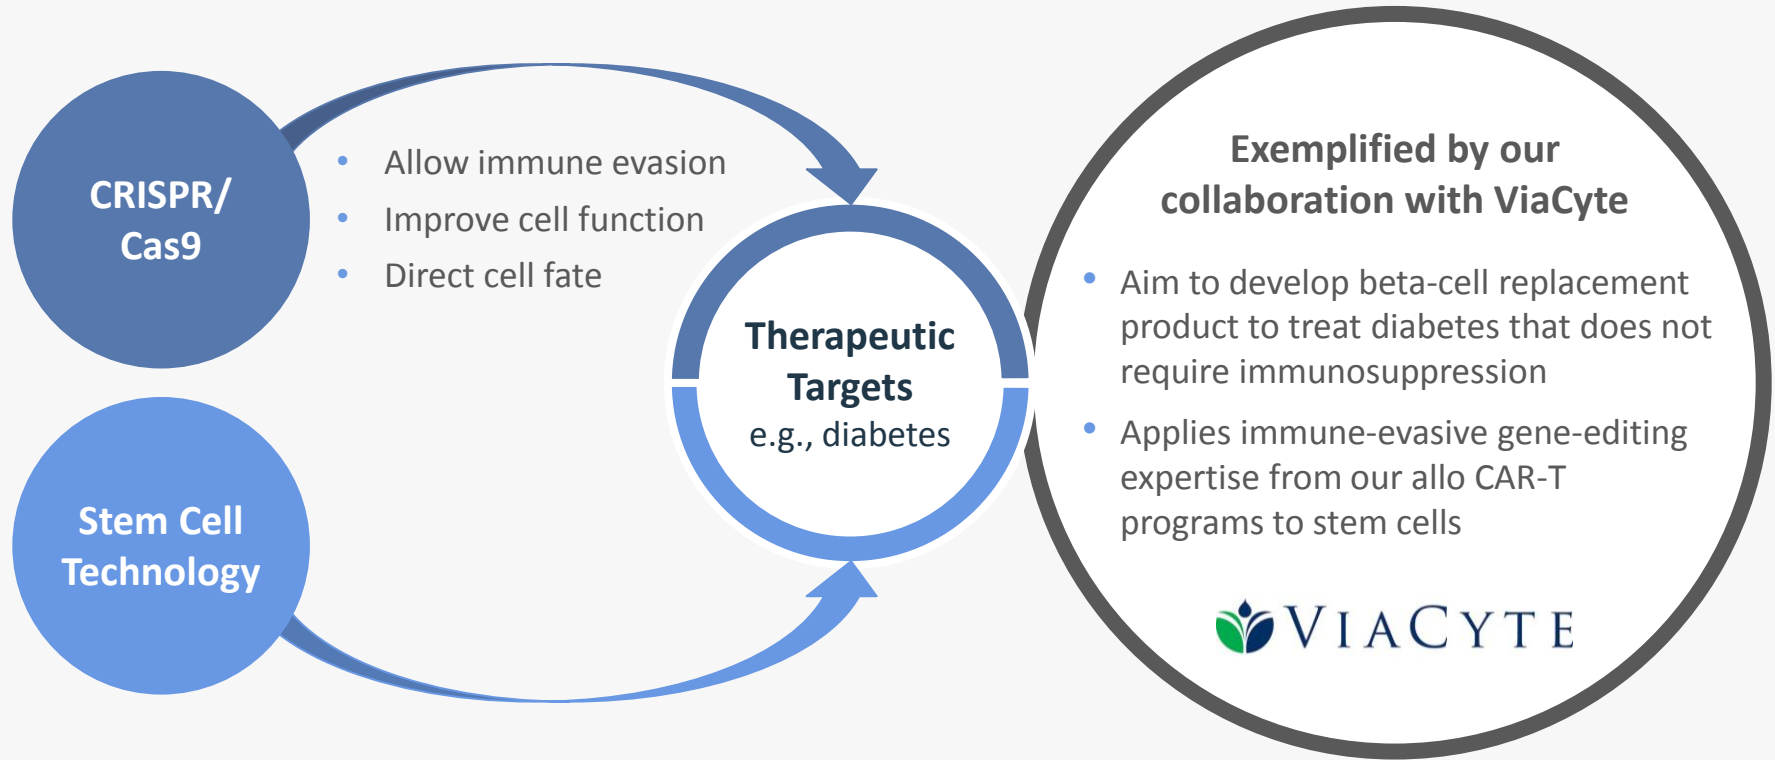 CRISPR/
Cas9
• Allow immune evasion
• Improve cell function
• Direct cell fate
Stem Cell
Technology
Therapeutic
Targets
e.g., diabetes
Exemplified by our
collaboration with ViaCyte
• Aim to develop beta-cell replacement
product to treat diabetes that does not
require immunosuppression
• Applies immune-evasive gene-editing
expertise from our allo CAR-T
programs to stem cells
VIACYTE